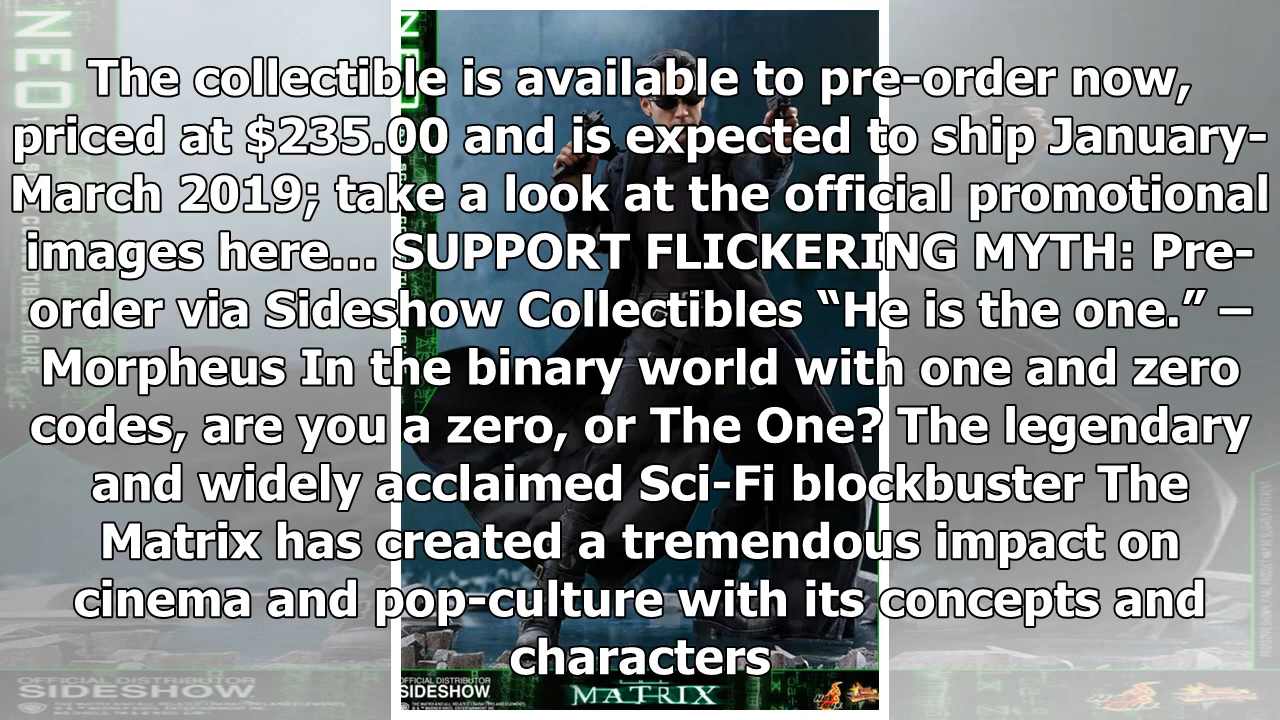 The collectible is available to pre-order now,
priced at $235.00 and is expected to ship January-
March 2019; take a look at the official promotional
images here... SUPPORT FLICKERING MYTH: Pre-
order via Sideshow Collectibles “He is the one.” –
Morpheus In the binary world with one and zero
codes, are you a zero, or The One? The legendary
and widely acclaimed Sci-Fi blockbuster The
Matrix has created a tremendous impact on
cinema and pop-culture with its concepts and
characters
NEO
OFFICIAL DISTRIBUTOR
SIDESHOW
OFFICIAL DISTRIBUTOR
SIDESHOW
THE
MATRIX